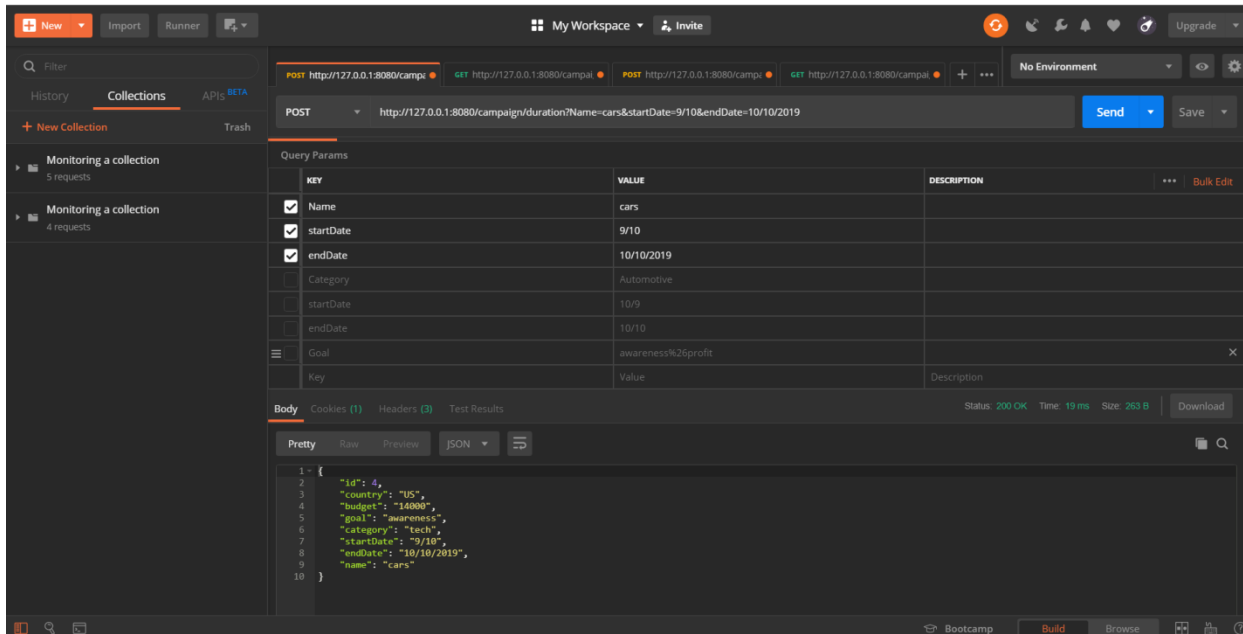 New Import Runner My Workspace Invite Upgrade
Filter
History Collections APIs BETA
+ New Collection Trash
Monitoring a collection
5 requests
Monitoring a collection
4 requests
POST http://127.0.0.1:8080/campa GET http://127.0.0.1:8080/campai POST http://127.0.0.1:8080/campa GET http://127.0.0.1:8080/campai + ••• No Environment
POST http://127.0.0.1:8080/campaign/duration?Name=cars&startDate=9/10&endDate=10/10/2019 Send Save
Query Params
KEY VALUE DESCRIPTION ••• Bulk Edit
Name cars
startDate 9/10
endDate 10/10/2019
Category Automotive
startDate 10/9
endDate 10/10
Goal awareness%26profit
Key Value Description
Body Cookies (1) Headers (3) Test Results Status: 200 OK Time: 19 ms Size: 263 B Download
Pretty Raw Preview JSON
1 {
2 "id": 4,
3 "country": "US",
4 "budget": "14000",
5 "goal": "awareness",
6 "category": "tech",
7 "startDate": "9/10",
8 "endDate": "10/10/2019",
9 "name": "cars"
10 }
Bootcamp Build Browse